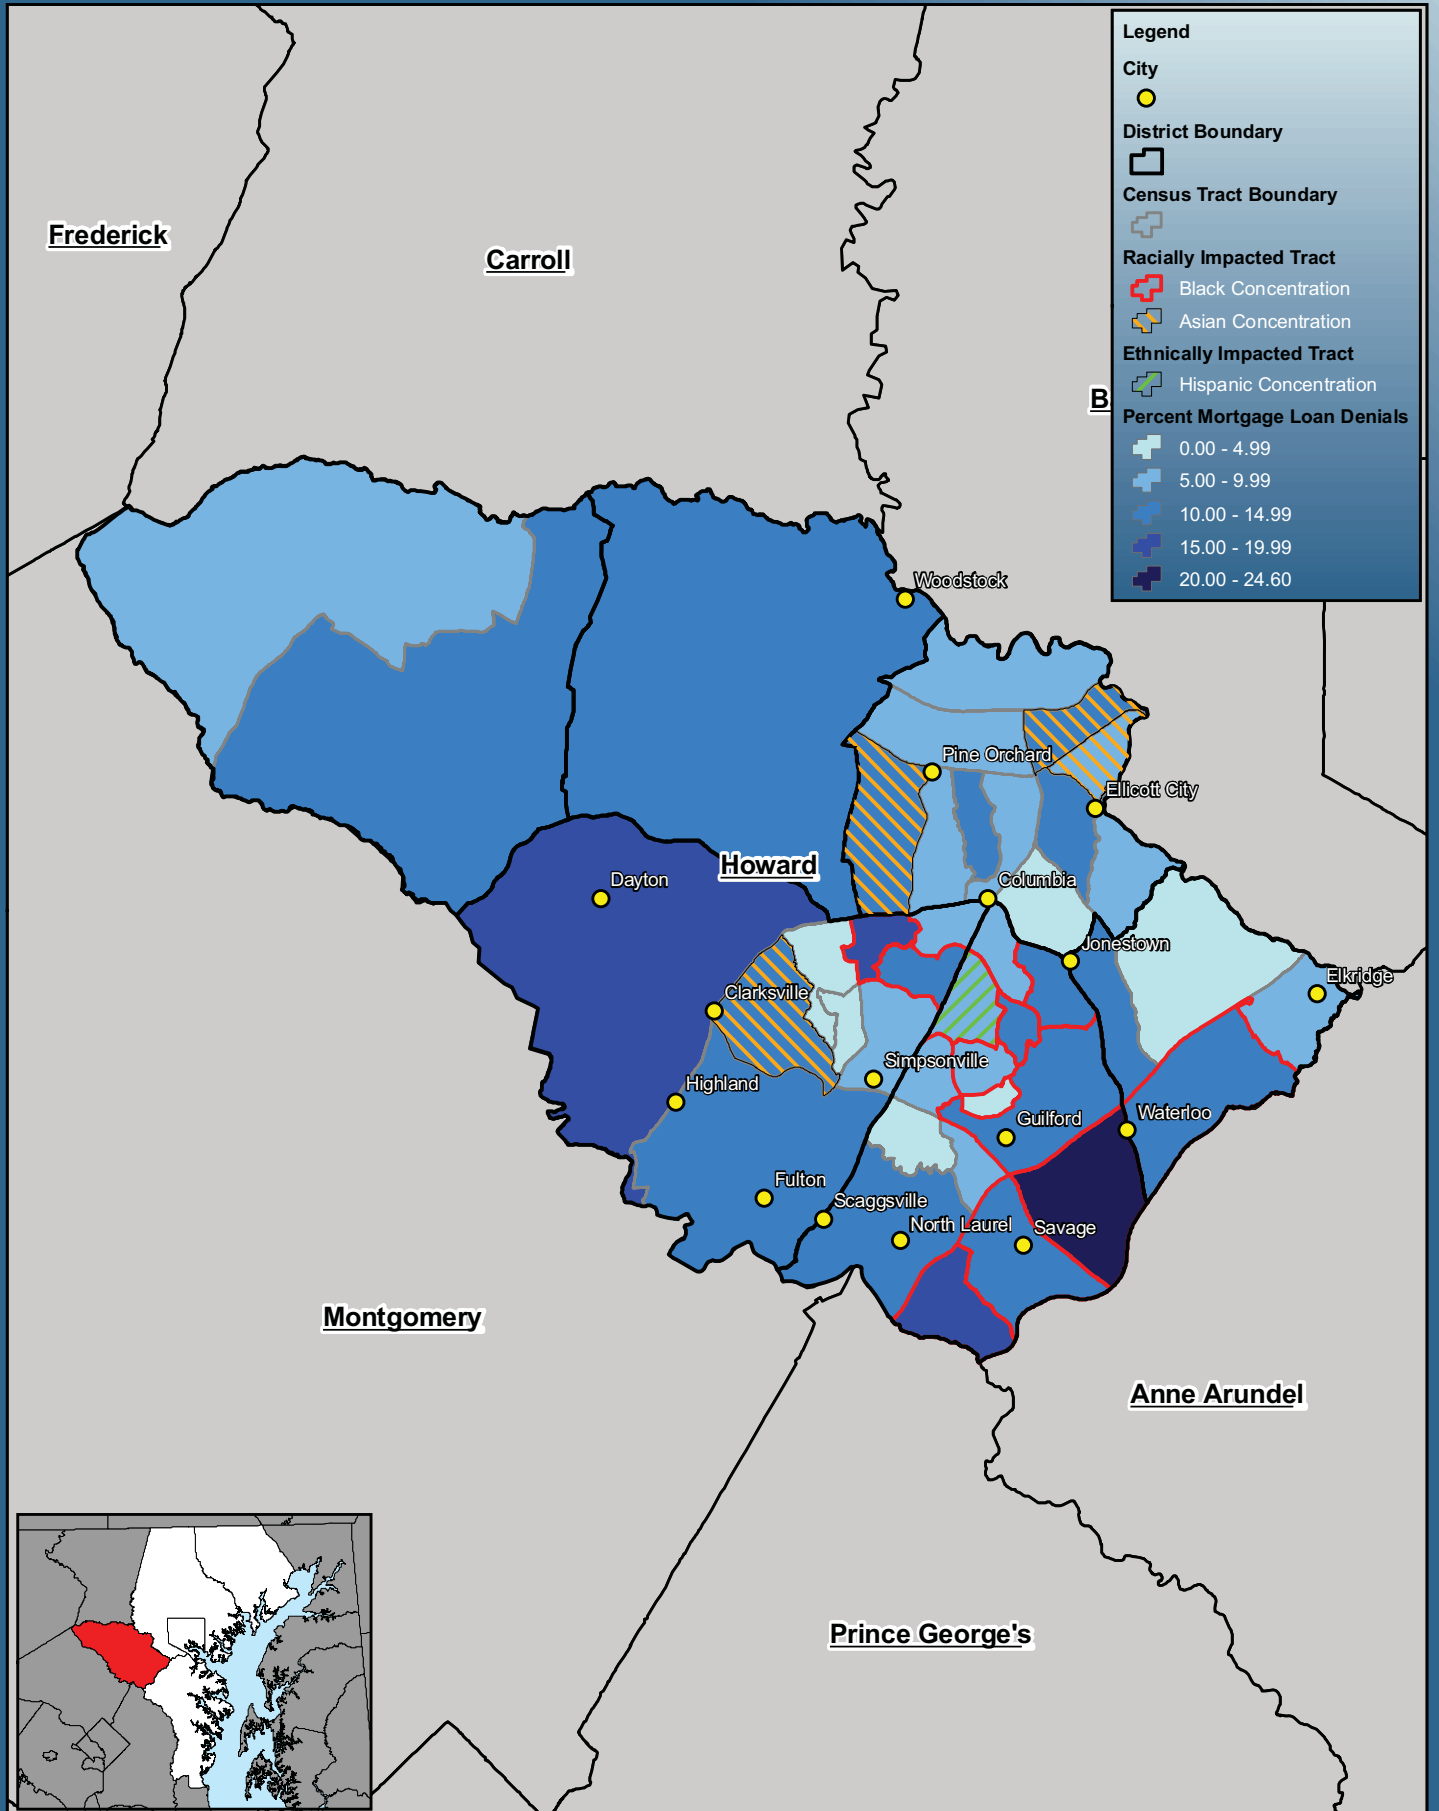 Legend
City
District Boundary
Census Tract Boundary
Racially Impacted Tract
Black Concentration
Asian Concentration
Ethnically Impacted Tract
Hispanic Concentration
Percent Mortgage Loan Denials
0.00 - 4.99
5.00 - 9.99
10.00 - 14.99
15.00 - 19.99
20.00 - 24.60
Frederick
Carroll
B
Woodstock
Pine Orchard
Ellicott City
Howard
Dayton
Columbia
Jonestown
Elkridge
Clarksville
Simpsonville
Highland
Guilford
Waterloo
Fulton
Scaggsville
North Laurel
Savage
Montgomery
Anne Arundel
Prince George's